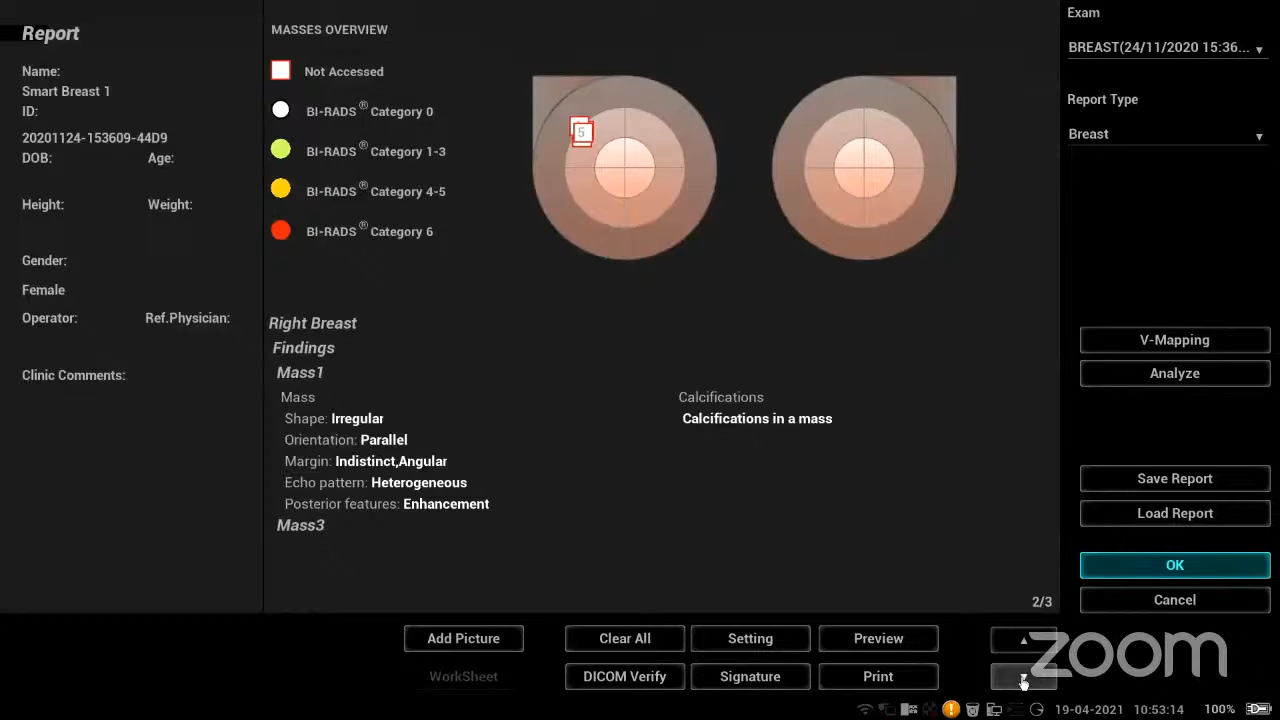 Report
Name:
Smart Breast 1
ID:
20201124-153609-44D9
DOB: Age:
Height: Weight:
Gender:
Female
Operator: Ref.Physician:
Clinic Comments:
MASSES OVERVIEW
Not Accessed
BI-RADS® Category 0
BI-RADS® Category 1-3
BI-RADS® Category 4-5
BI-RADS® Category 6
5
Right Breast
Findings
Mass1
Mass
Shape: Irregular
Orientation: Parallel
Margin: Indistinct,Angular
Echo pattern: Heterogeneous
Posterior features: Enhancement
Calcifications
Calcifications in a mass
Mass3
2/3
Exam
BREAST(24/11/2020 15:36...
Report Type
Breast
V-Mapping
Analyze
Save Report
Load Report
OK
Cancel
Add Picture Clear All Setting Preview
WorkSheet DICOM Verify Signature Print
zoom
19-04-2021 10:53:14 100%